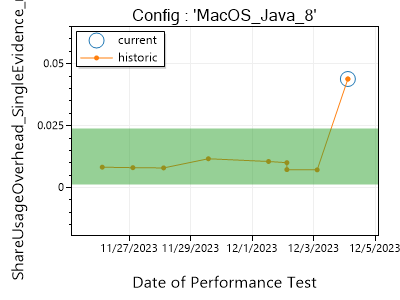 Config : 'MacOS_Java_8'
current
historic
ShareUsageOverhead_SingleEvidence_
0.05
0.025
0
11/27/2023
11/29/2023
12/1/2023
12/3/2023
12/5/2023
Date of Performance Test